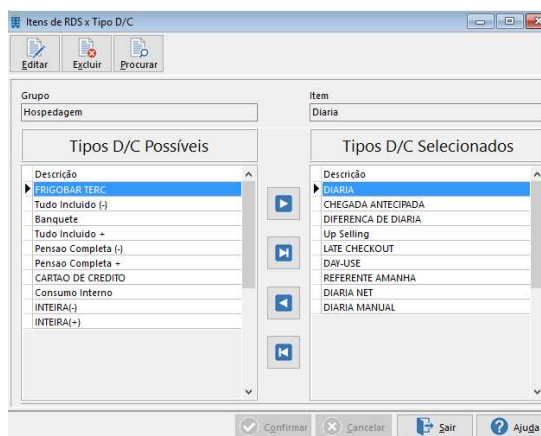 Itens de RDS x Tipo D/C
Editar Excluir Procurar
Grupo Item
Hospedagem Diaria
Tipos D/C Possíveis Tipos D/C Selecionados
Descrição Descrição
FRIGOBAR TERC DIARIA
Tudo Incluido (-) CHEGADA ANTECIPADA
Banquete DIFERENCA DE DIARIA
Tudo Incluido + Up Selling
Pensao Completa (-) LATE CHECKOUT
Pensao Completa + DAY-USE
CARTAO DE CREDITO REFERENTE AMANHA
Consumo Interno DIARIA NET
INTEIRA(-) DIARIA MANUAL
INTEIRA(+)
Confirmar Cancelar Sair Ajuda